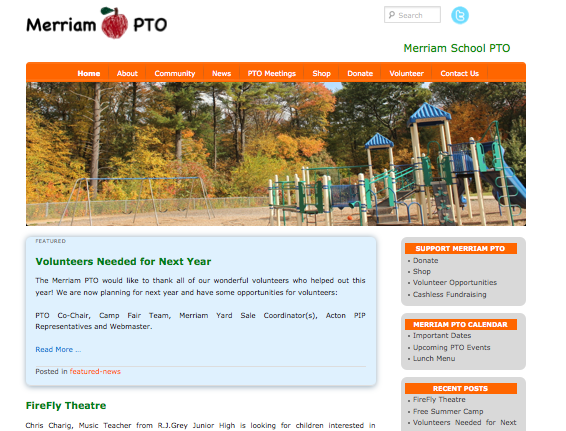 Merriam PTO
Search
Merriam School PTO
Home About Community News PTO Meetings Shop Donate Volunteer Contact Us
FEATURED
Volunteers Needed for Next Year
The Merriam PTO would like to thank all of our wonderful volunteers who helped out this
year! We are now planning for next year and have some opportunities for volunteers:
PTO Co-Chair, Camp Fair Team, Merriam Yard Sale Coordinator(s), Acton PIP
Representatives and Webmaster.
Read More ...
Posted in featured-news
FireFly Theatre
Chris Charig, Music Teacher from R.J.Grey Junior High is looking for children interested in
SUPPORT MERRIAM PTO
Donate
Shop
Volunteer Opportunities
Cashless Fundraising
MERRIAM PTO CALENDAR
Important Dates
Upcoming PTO Events
Lunch Menu
RECENT POSTS
FireFly Theatre
Free Summer Camp
Volunteers Needed for Next